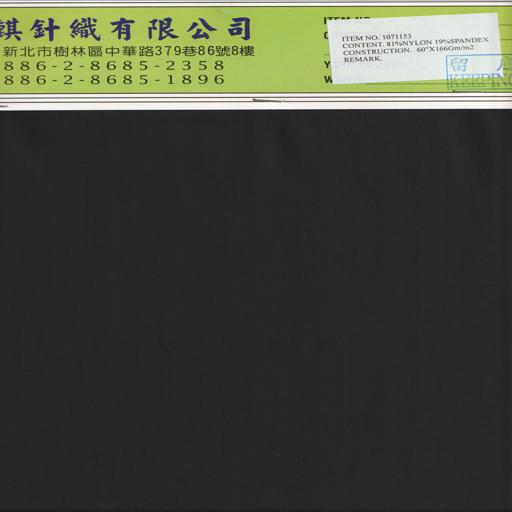 祺針織有限公司
新北市樹林區中華路379巷86號8樓
886-2-8685-2358
886-2-8685-1896
ITEM NO.
ITEM NO. 1071153
CONTENT. 81%NYLON 19%SPANDEX
CONSTRUCTION. 60"X166Gm/m2
REMARK.
留底
KEEPING